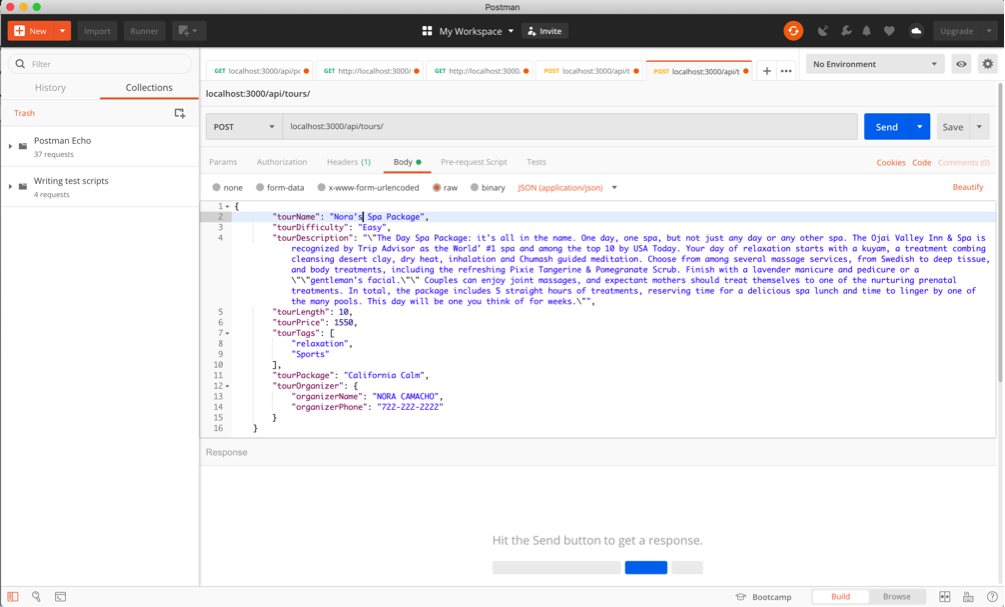 Postman
New
Import
Runner
My Workspace
Invite
Upgrade
Filter
History
Collections
Trash
Postman Echo
37 requests
Writing test scripts
4 requests
GET localhost:3000/api/po
GET http://localhost:3000/
GET http://localhost:3000.
POST localhost:3000/api/t
POST localhost:3000/api/t
No Environment
localhost:3000/api/tours/
POST
localhost:3000/api/tours/
Send
Save
Params
Authorization
Headers (1)
Body
Pre-request Script
Tests
Cookies
Code
Comments (0)
none
form-data
x-www-form-urlencoded
raw
binary
JSON (application/json)
Beautify
1 {
2 "tourName": "Nora's Spa Package",
3 "tourDifficulty": "Easy",
4 "tourDescription": "\"The Day Spa Package: it's all in the name. One day, one spa, but not just any day or any other spa. The Ojai Valley Inn & Spa is
recognized by Trip Advisor as the World' #1 spa and among the top 10 by USA Today. Your day of relaxation starts with a kuyam, a treatment combing
cleansing desert clay, dry heat, inhalation and Chumash guided meditation. Choose from among several massage services, from Swedish to deep tissue,
and body treatments, including the refreshing Pixie Tangerine & Pomegranate Scrub. Finish with a lavender manicure and pedicure or a
\"\"gentleman's facial.\"\" Couples can enjoy joint massages, and expectant mothers should treat themselves to one of the nurturing prenatal
treatments. In total, the package includes 5 straight hours of treatments, reserving time for a delicious spa lunch and time to linger by one of
the many pools. This day will be one you think of for weeks.\"",
5 "tourLength": 10,
6 "tourPrice": 1550,
7 "tourTags": [
8 "relaxation",
9 "Sports"
10 ],
11 "tourPackage": "California Calm",
12 "tourOrganizer": {
13 "organizerName": "NORA CAMACHO",
14 "organizerPhone": "722-222-2222"
15 }
16 }
Response
Hit the Send button to get a response.
Bootcamp
Build
Browse